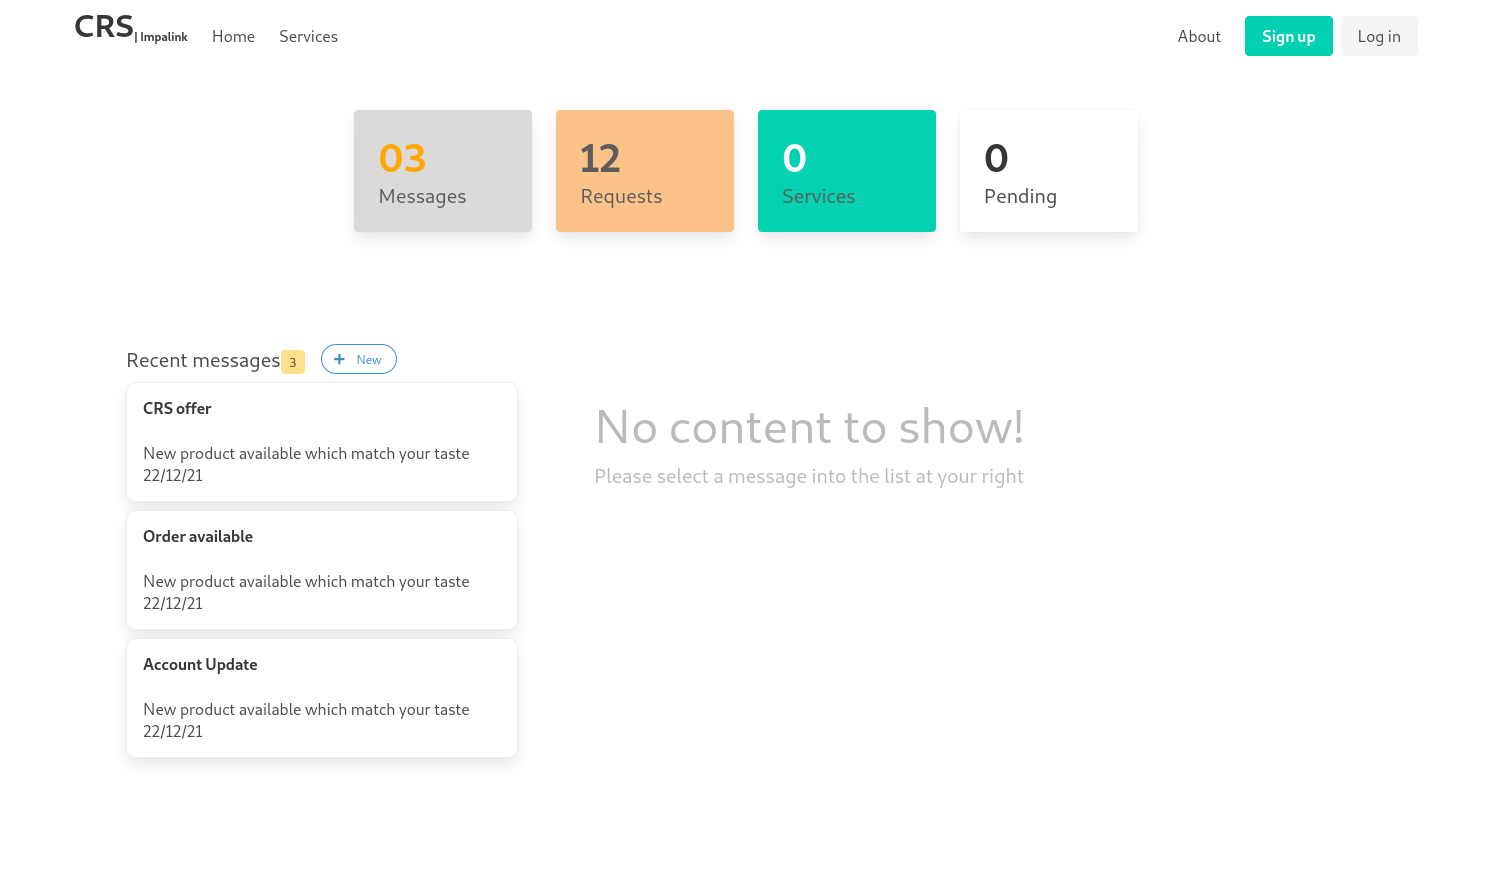 CRS| Impalink Home Services About Sign up Log in
03 12 0 0
Messages Requests Services Pending
Recent messages 3 + New
CRS offer
New product available which match your taste
22/12/21
Order available
New product available which match your taste
22/12/21
Account Update
New product available which match your taste
22/12/21
No content to show!
Please select a message into the list at your right